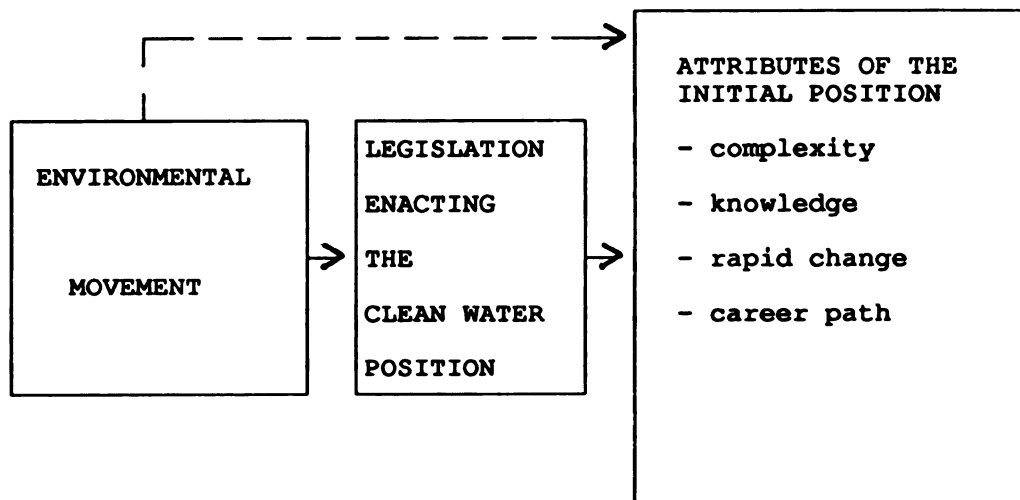 ENVIRONMENTAL
MOVEMENT
LEGISLATION
ENACTING
THE
CLEAN WATER
POSITION
ATTRIBUTES OF THE
INITIAL POSITION
- complexity
- knowledge
- rapid change
- career path